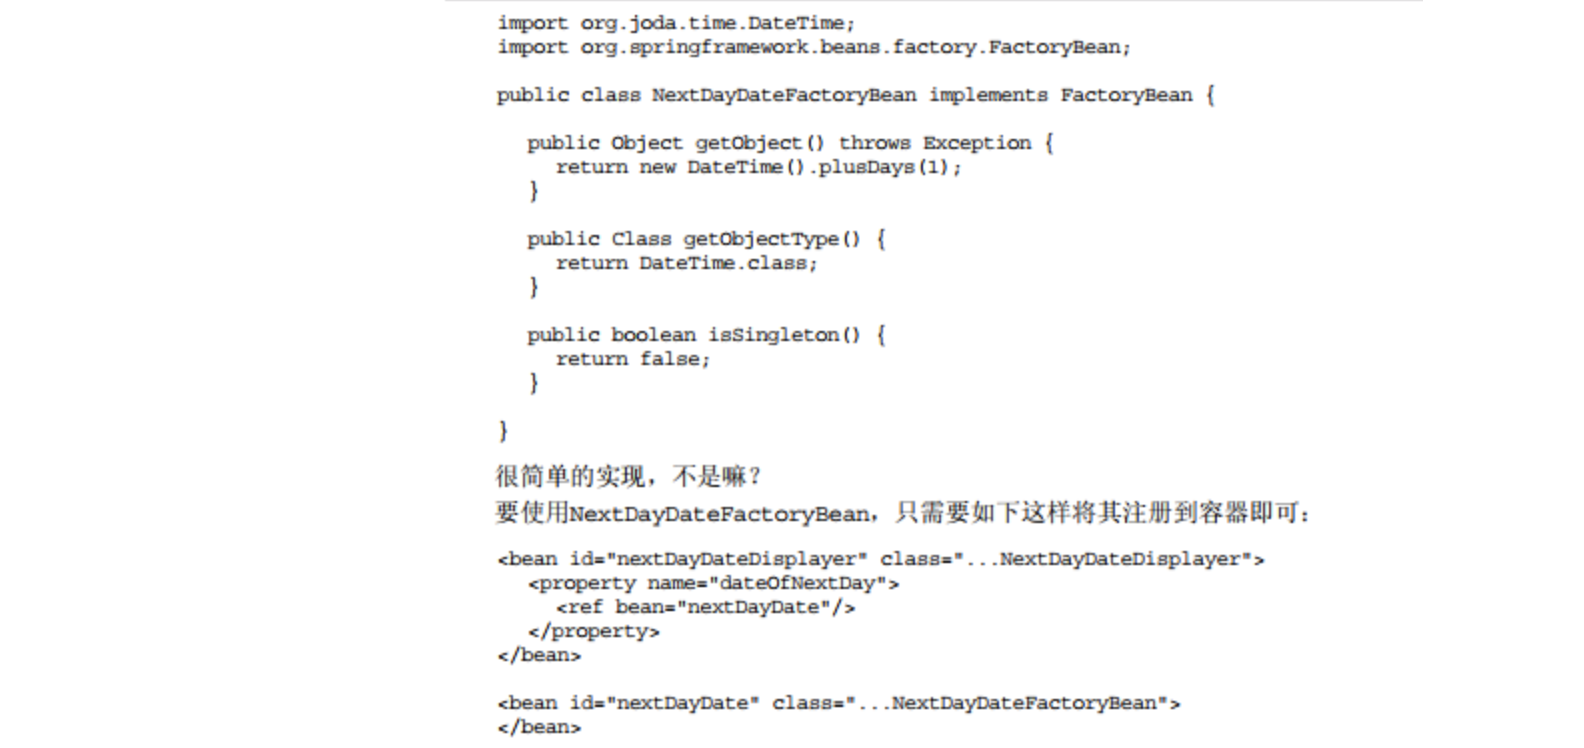 import org.joda.time.DateTime;
import org.springframework.beans.factory.FactoryBean;
public class NextDayDateFactoryBean implements FactoryBean {
public Object getObject() throws Exception {
return new DateTime().plusDays(1);
}
public Class getObjectType() {
return DateTime.class;
}
public boolean isSingleton() {
return false;
}
}
很简单的实现，不是嘛？
要使用NextDayDateFactoryBean，只需要如下这样将其注册到容器即可：
<bean id="nextDayDateDisplayer" class="...NextDayDateDisplayer">
<property name="dateOfNextDay">
<ref bean="nextDayDate"/>
</property>
</bean>
<bean id="nextDayDate" class="...NextDayDateFactoryBean">
</bean>